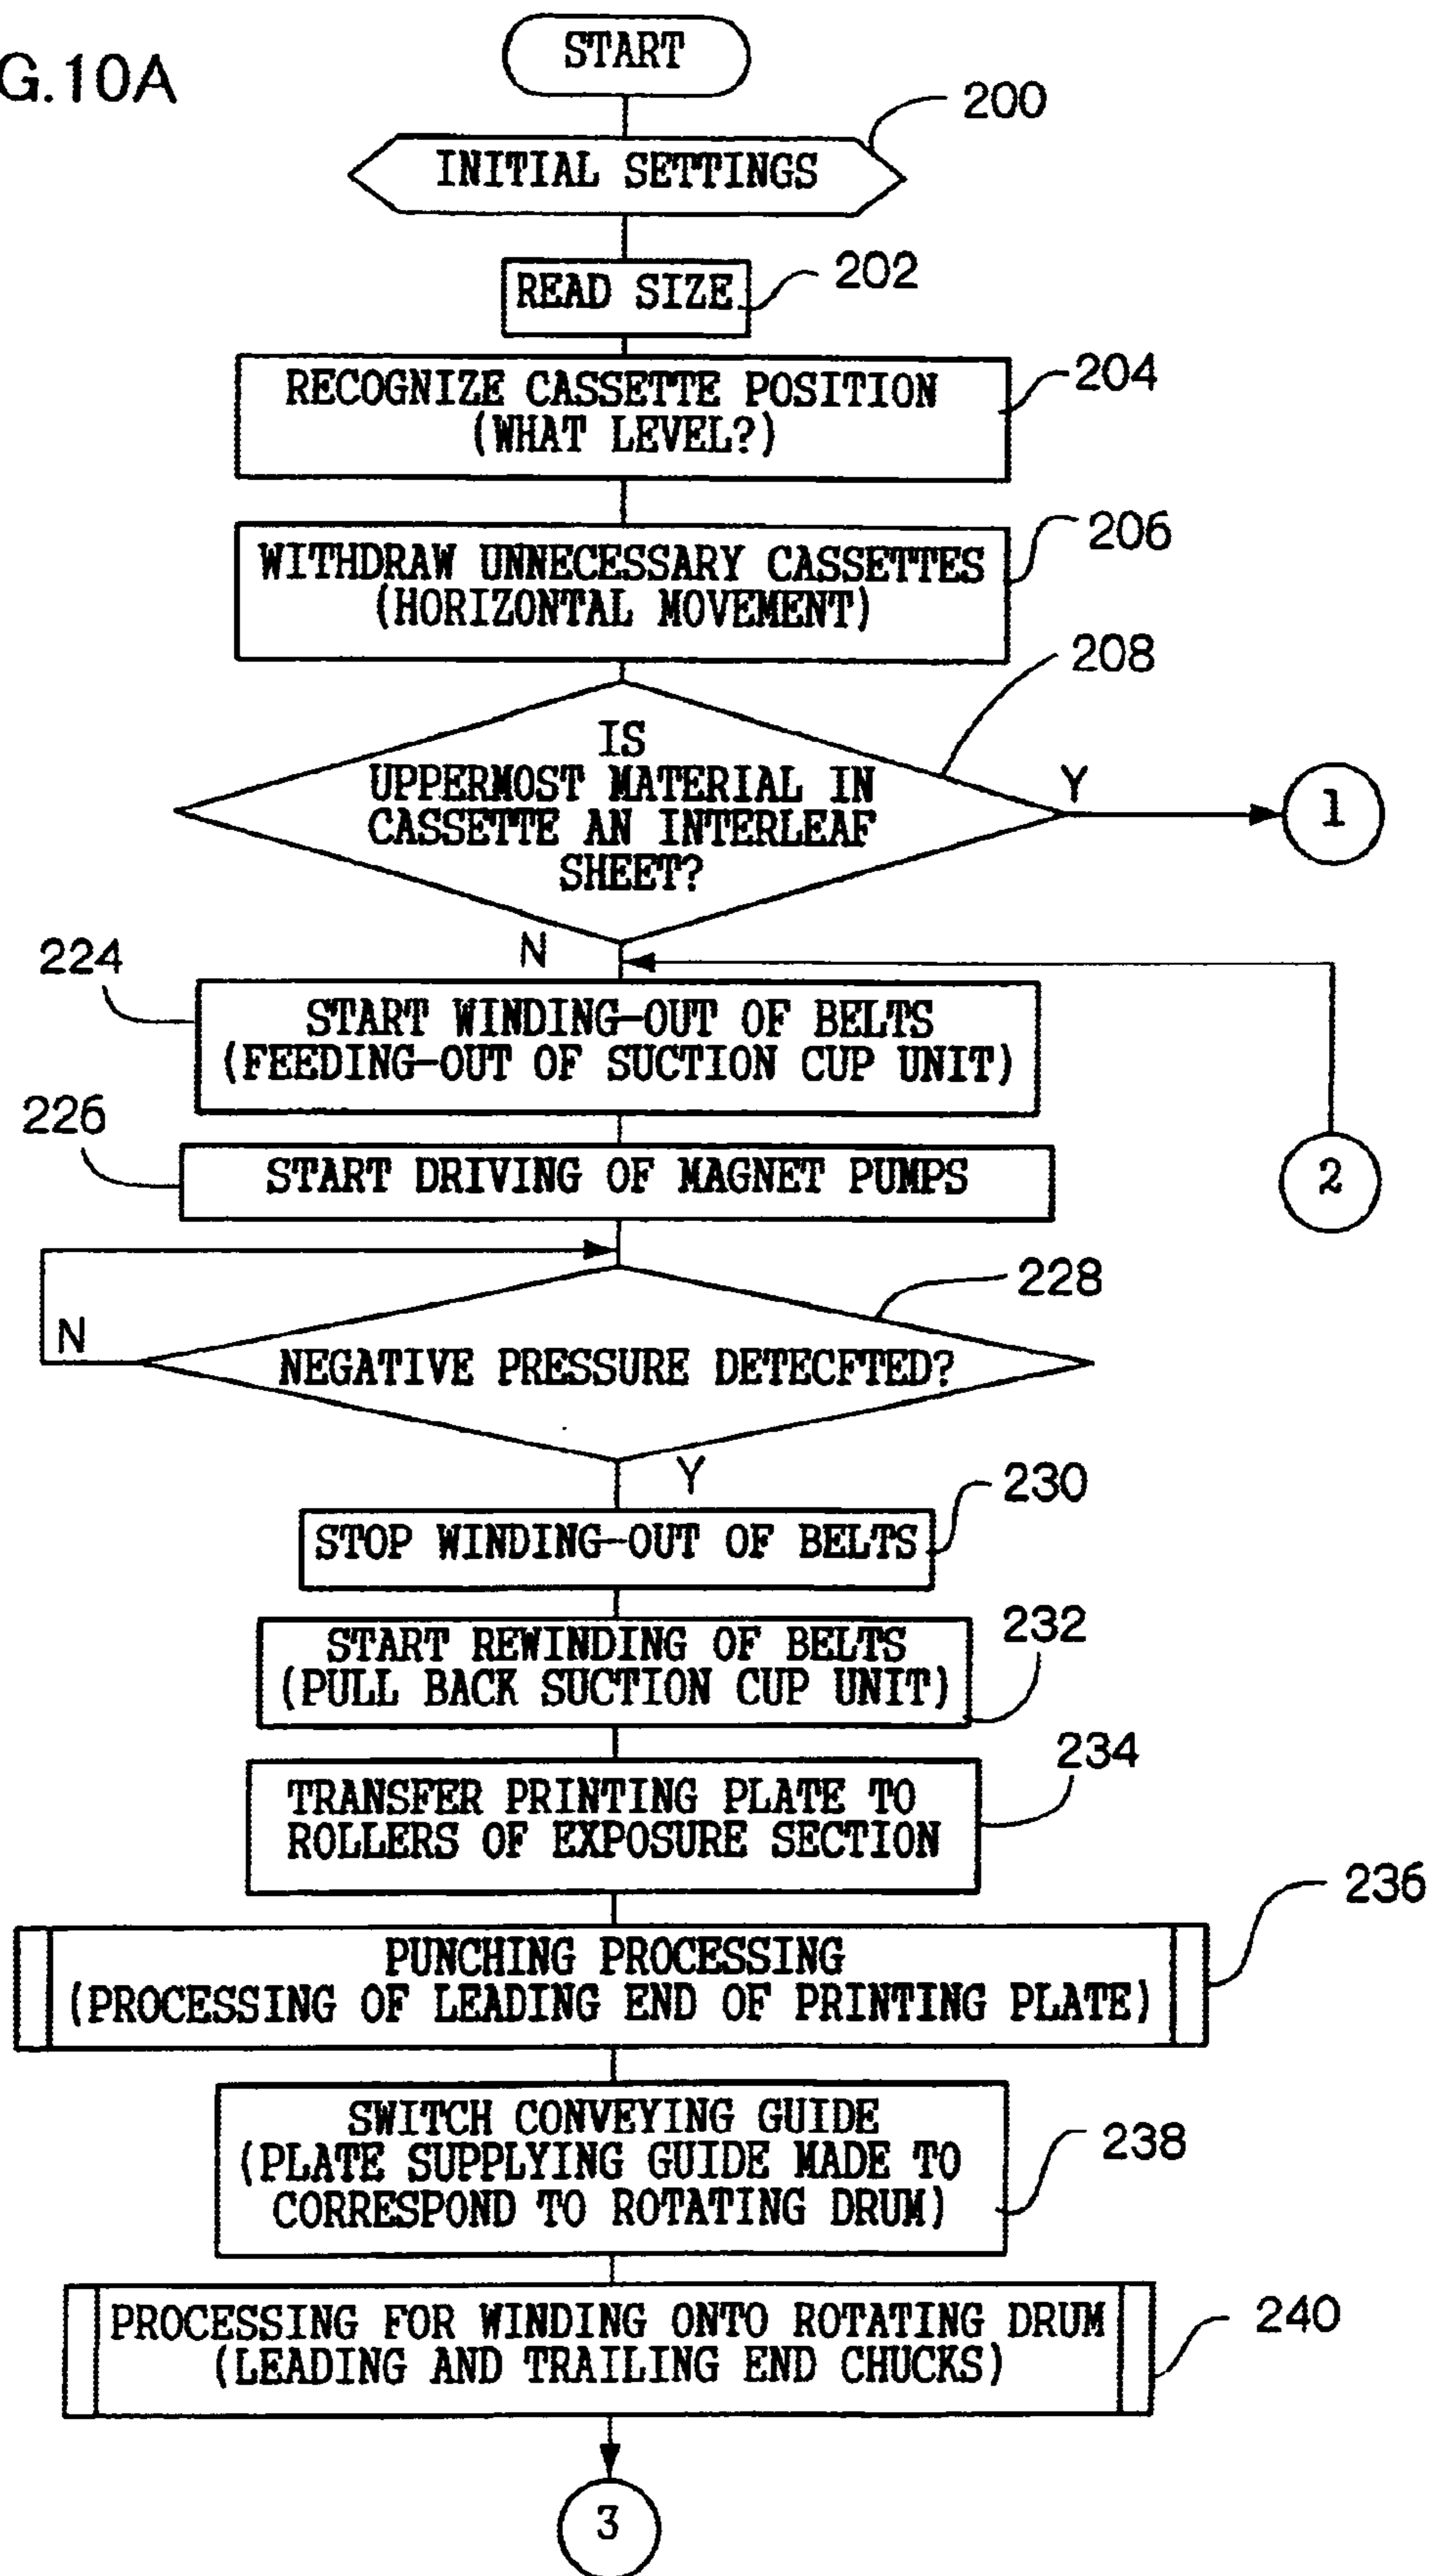 G.10A
START
200
INITIAL SETTINGS
READ SIZE
202
RECOGNIZE CASSETTE POSITION
(WHAT LEVEL?)
204
WITHDRAW UNNECESSARY CASSETTES
(HORIZONTAL MOVEMENT)
206
208
IS
UPPERMOST MATERIAL IN
CASSETTE AN INTERLEAF
SHEET?
Y
1
N
224
START WINDING-OUT OF BELTS
(FEEDING-OUT OF SUCTION CUP UNIT)
226
START DRIVING OF MAGNET PUMPS
2
228
N
NEGATIVE PRESSURE DETECFTED?
Y
230
STOP WINDING-OUT OF BELTS
232
START REWINDING OF BELTS
(PULL BACK SUCTION CUP UNIT)
234
TRANSFER PRINTING PLATE TO
ROLLERS OF EXPOSURE SECTION
236
PUNCHING PROCESSING
(PROCESSING OF LEADING END OF PRINTING PLATE)
SWITCH CONVEYING GUIDE
(PLATE SUPPLYING GUIDE MADE TO
CORRESPOND TO ROTATING DRUM)
238
PROCESSING FOR WINDING ONTO ROTATING DRUM
(LEADING AND TRAILING END CHUCKS)
240
3